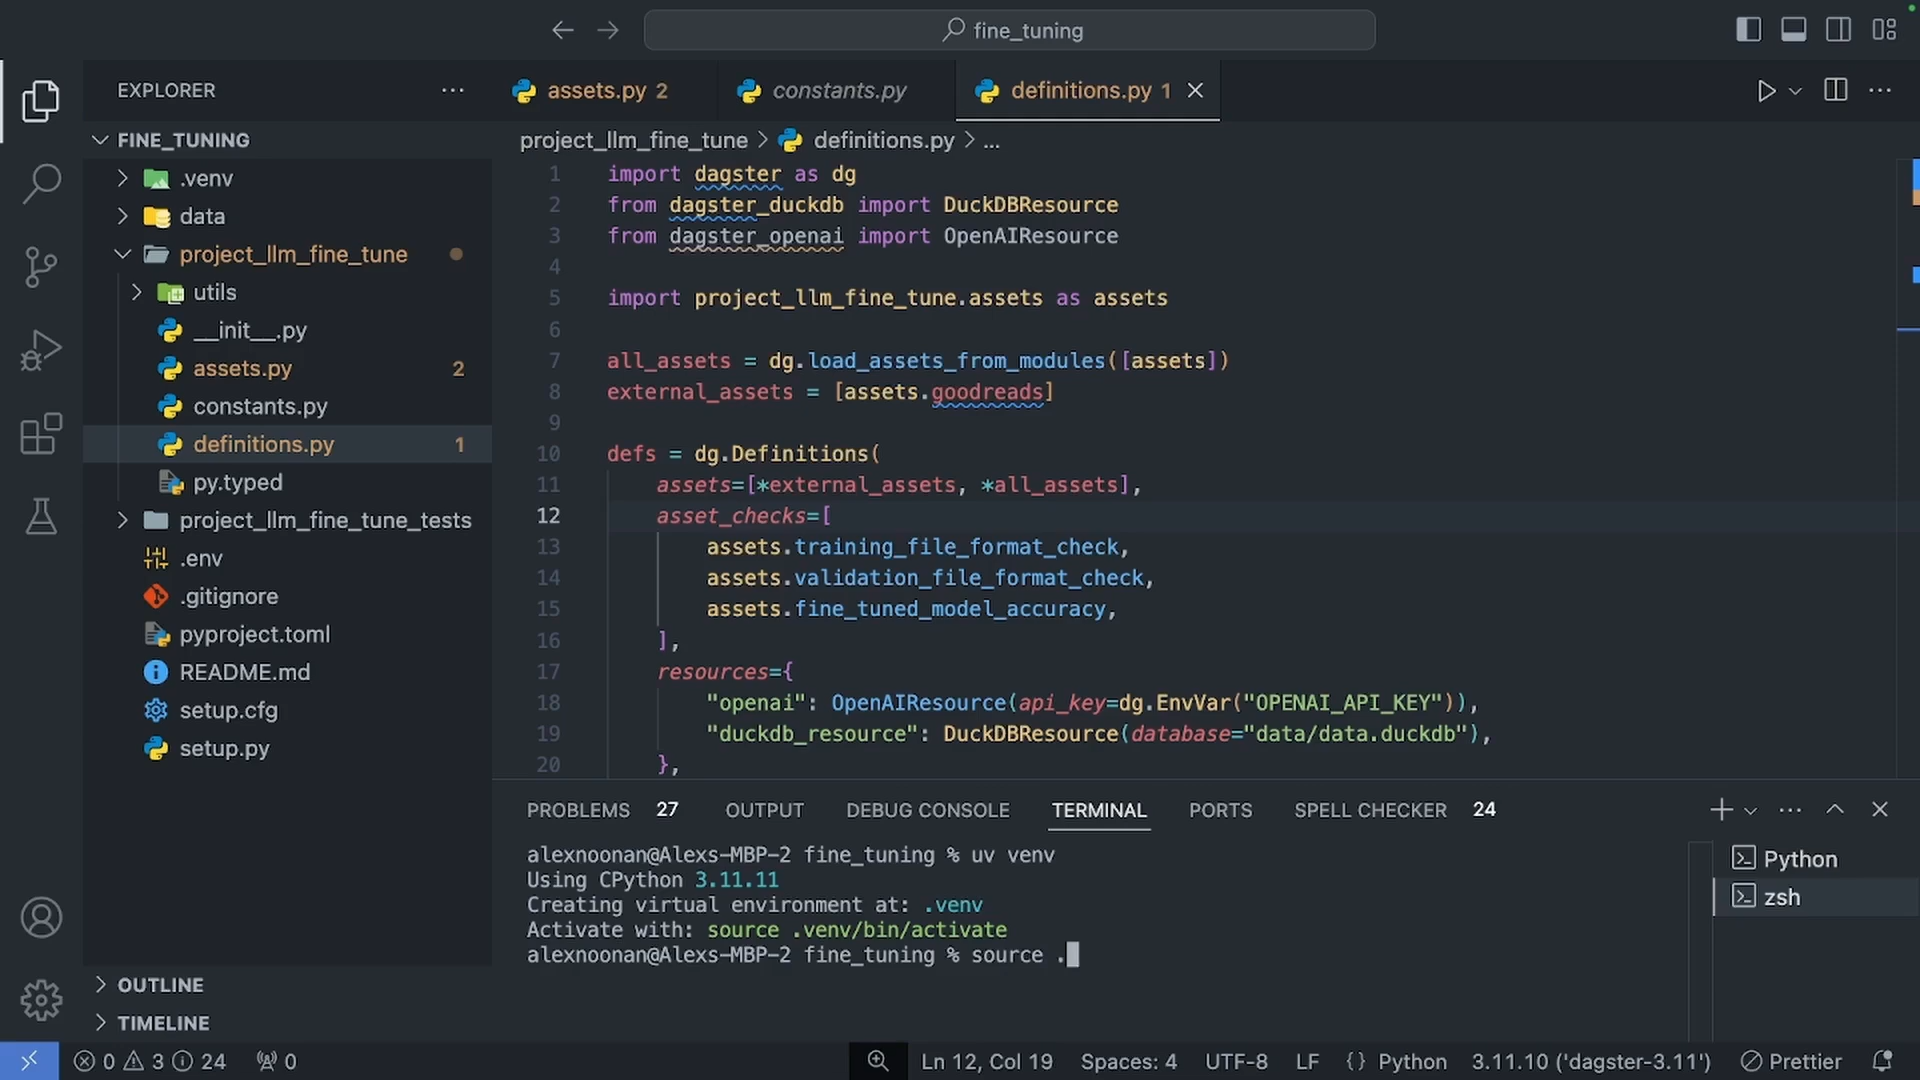 fine_tuning
EXPLORER
FINE_TUNING
.venv
data
project_llm_fine_tune
utils
__init__.py
assets.py 2
constants.py
definitions.py 1
py.typed
project_llm_fine_tune_tests
.env
.gitignore
pyproject.toml
README.md
setup.cfg
setup.py
OUTLINE
TIMELINE
assets.py 2
constants.py
definitions.py 1
project_llm_fine_tune > definitions.py > ...
1 import dagster as dg
2 from dagster_duckdb import DuckDBResource
3 from dagster_openai import OpenAIResource
4
5 import project_llm_fine_tune.assets as assets
6
7 all_assets = dg.load_assets_from_modules([assets])
8 external_assets = [assets.goodreads]
9
10 defs = dg.Definitions(
11 assets=[*external_assets, *all_assets],
12 asset_checks=[
13 assets.training_file_format_check,
14 assets.validation_file_format_check,
15 assets.fine_tuned_model_accuracy,
16 ],
17 resources={
18 "openai": OpenAIResource(api_key=dg.EnvVar("OPENAI_API_KEY")),
19 "duckdb_resource": DuckDBResource(database="data/data.duckdb"),
20 },
PROBLEMS 27 OUTPUT DEBUG CONSOLE TERMINAL PORTS SPELL CHECKER 24
alexnoonan@Alexs-MBP-2 fine_tuning % uv venv
Using CPython 3.11.11
Creating virtual environment at: .venv
Activate with: source .venv/bin/activate
alexnoonan@Alexs-MBP-2 fine_tuning % source .
Python
zsh
0 3 24 0 Ln 12, Col 19 Spaces: 4 UTF-8 LF {} Python 3.11.10 ('dagster-3.11') Prettier